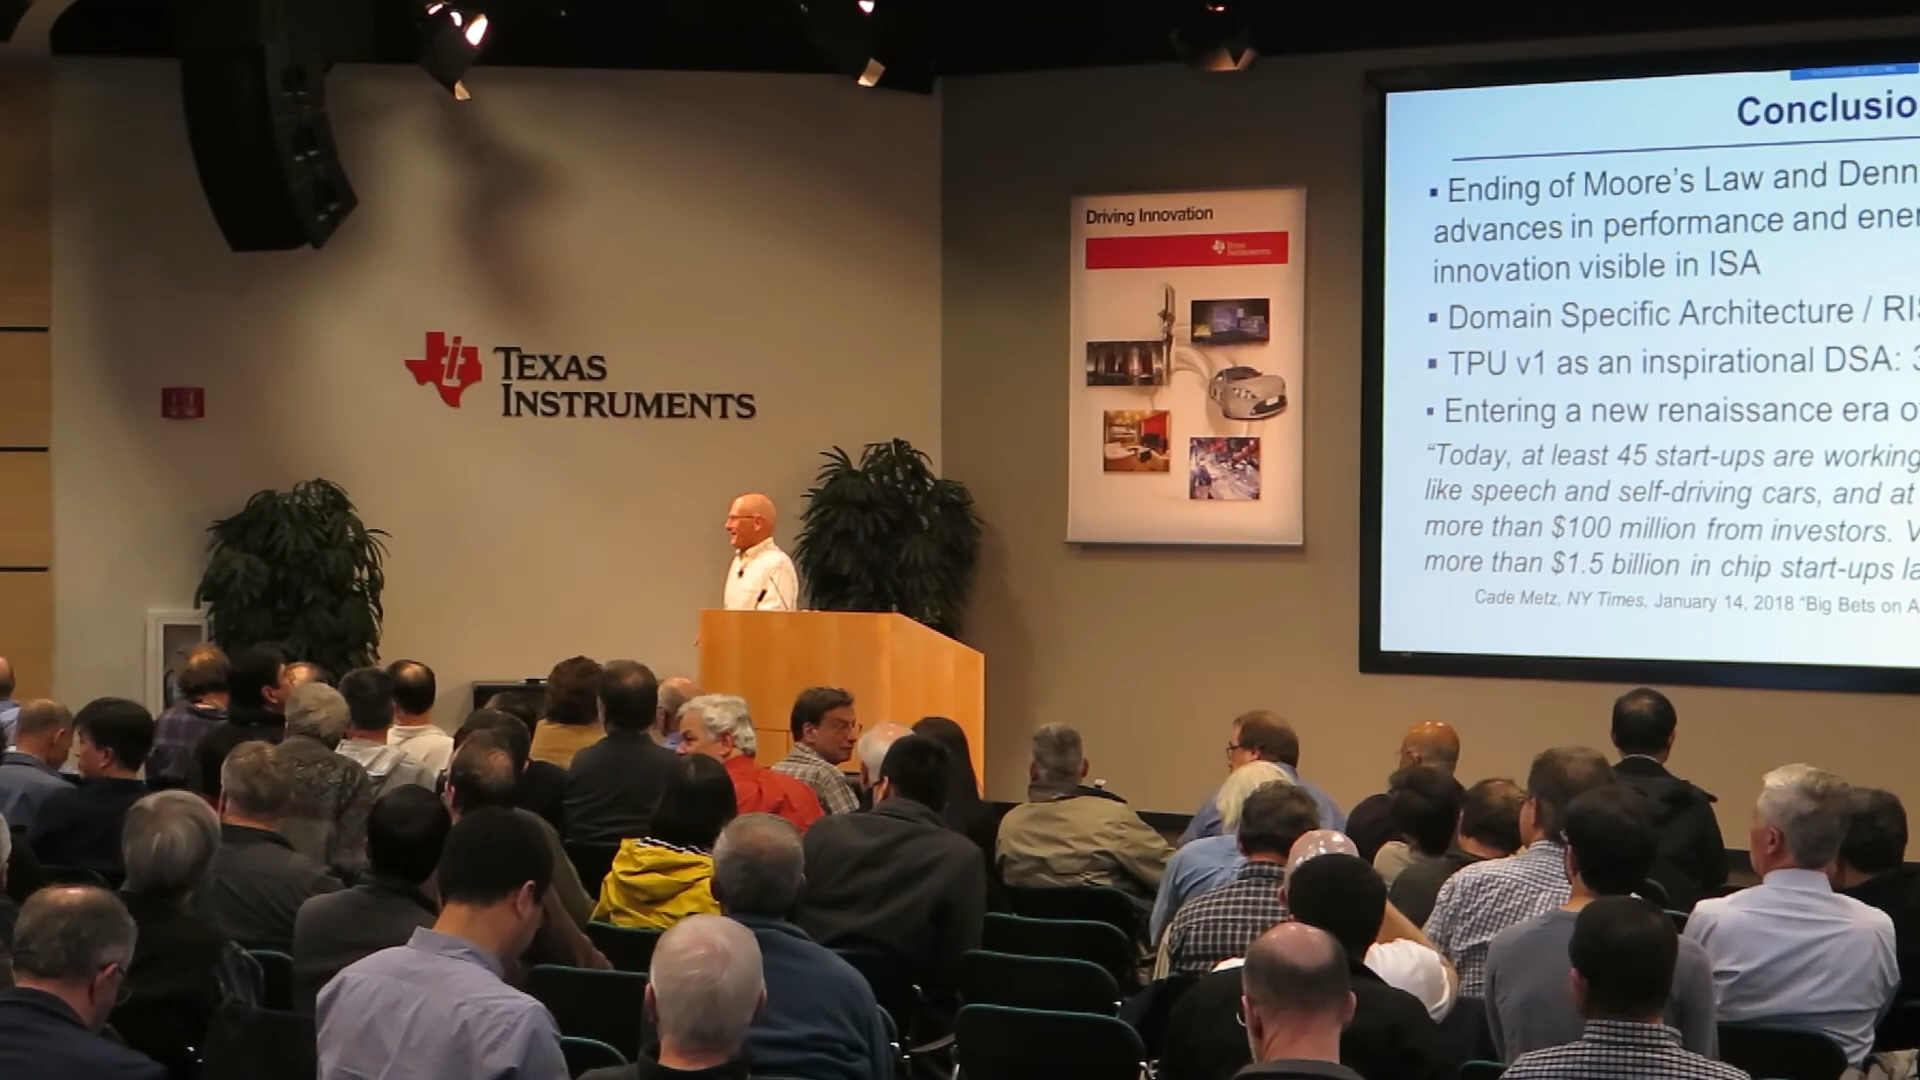 TEXAS
INSTRUMENTS
Driving Innovation
TEXAS
INSTRUMENTS
Conclusio
▪ Ending of Moore's Law and Denn
advances in performance and ener
innovation visible in ISA
▪ Domain Specific Architecture / RIS
▪ TPU v1 as an inspirational DSA: 3
▪ Entering a new renaissance era o
“Today, at least 45 start-ups are working
like speech and self-driving cars, and at
more than $100 million from investors. V
more than $1.5 billion in chip start-ups la
Cade Metz, NY Times, January 14, 2018 “Big Bets on A